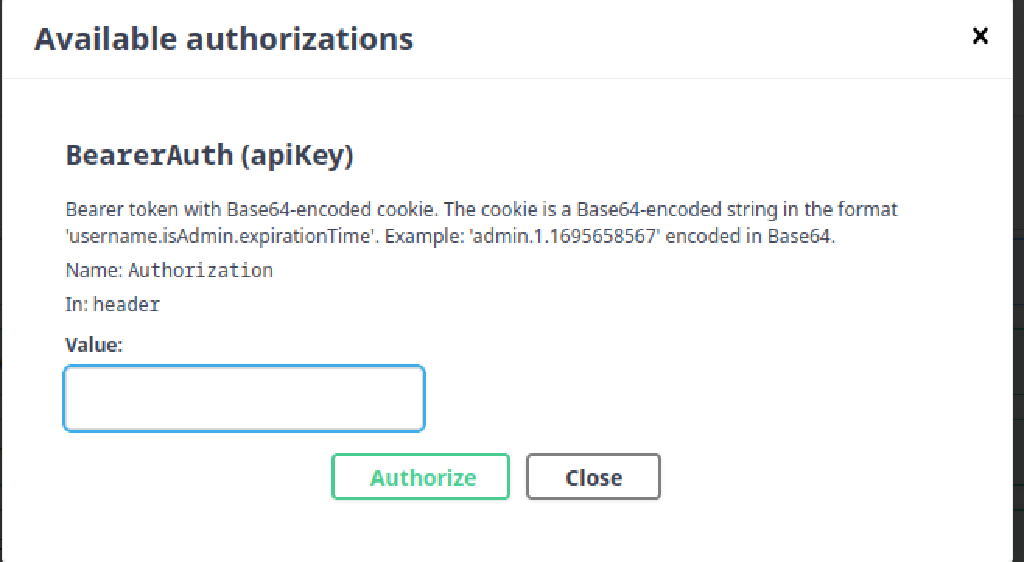 Available authorizations
×
BearerAuth (apiKey)
Bearer token with Base64-encoded cookie. The cookie is a Base64-encoded string in the format
'username.isAdmin.expirationTime'. Example: 'admin.1.1695658567' encoded in Base64.
Name: Authorization
In: header
Value:
Authorize Close